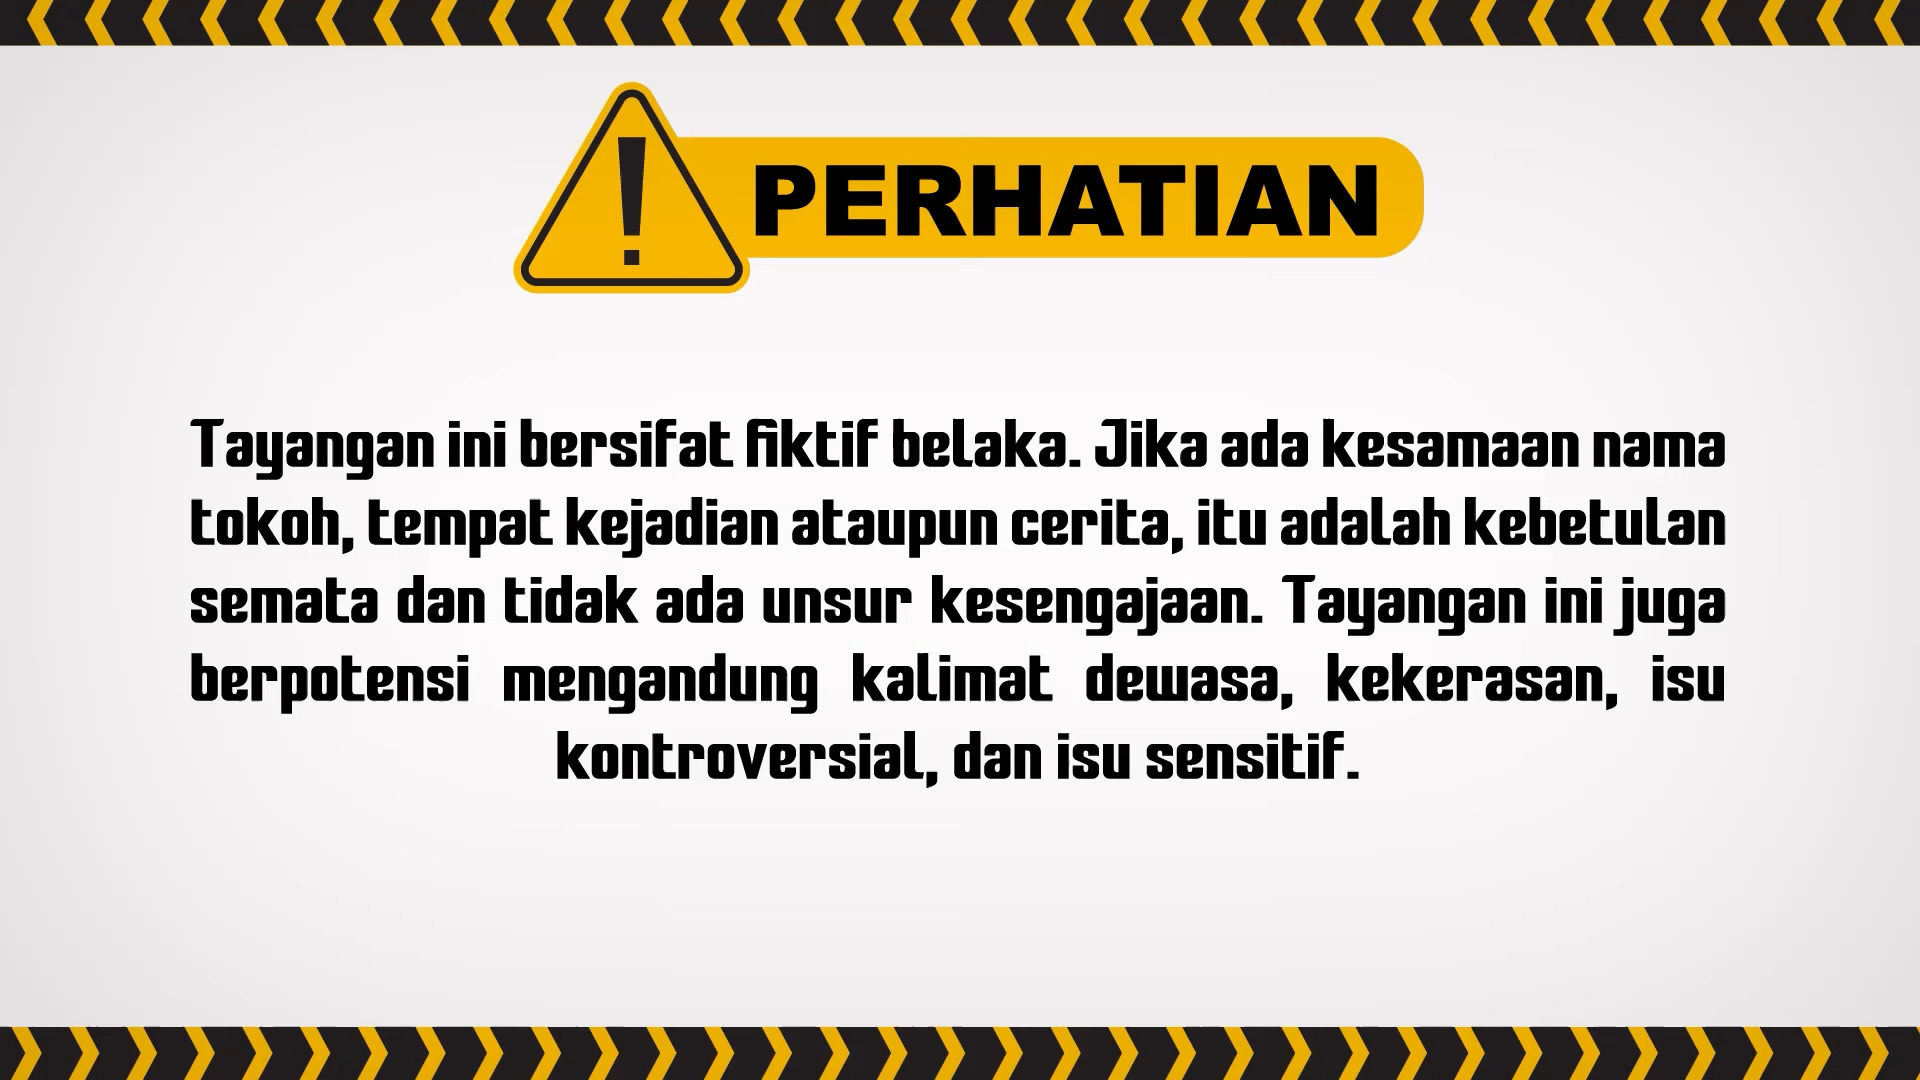 PERHATIAN
Tayangan ini bersifat fiktif belaka. Jika ada kesamaan nama
tokoh, tempat kejadian ataupun cerita, itu adalah kebetulan
semata dan tidak ada unsur kesengajaan. Tayangan ini juga
berpotensi mengandung kalimat dewasa, kekerasan, isu
kontroversial, dan isu sensitif.